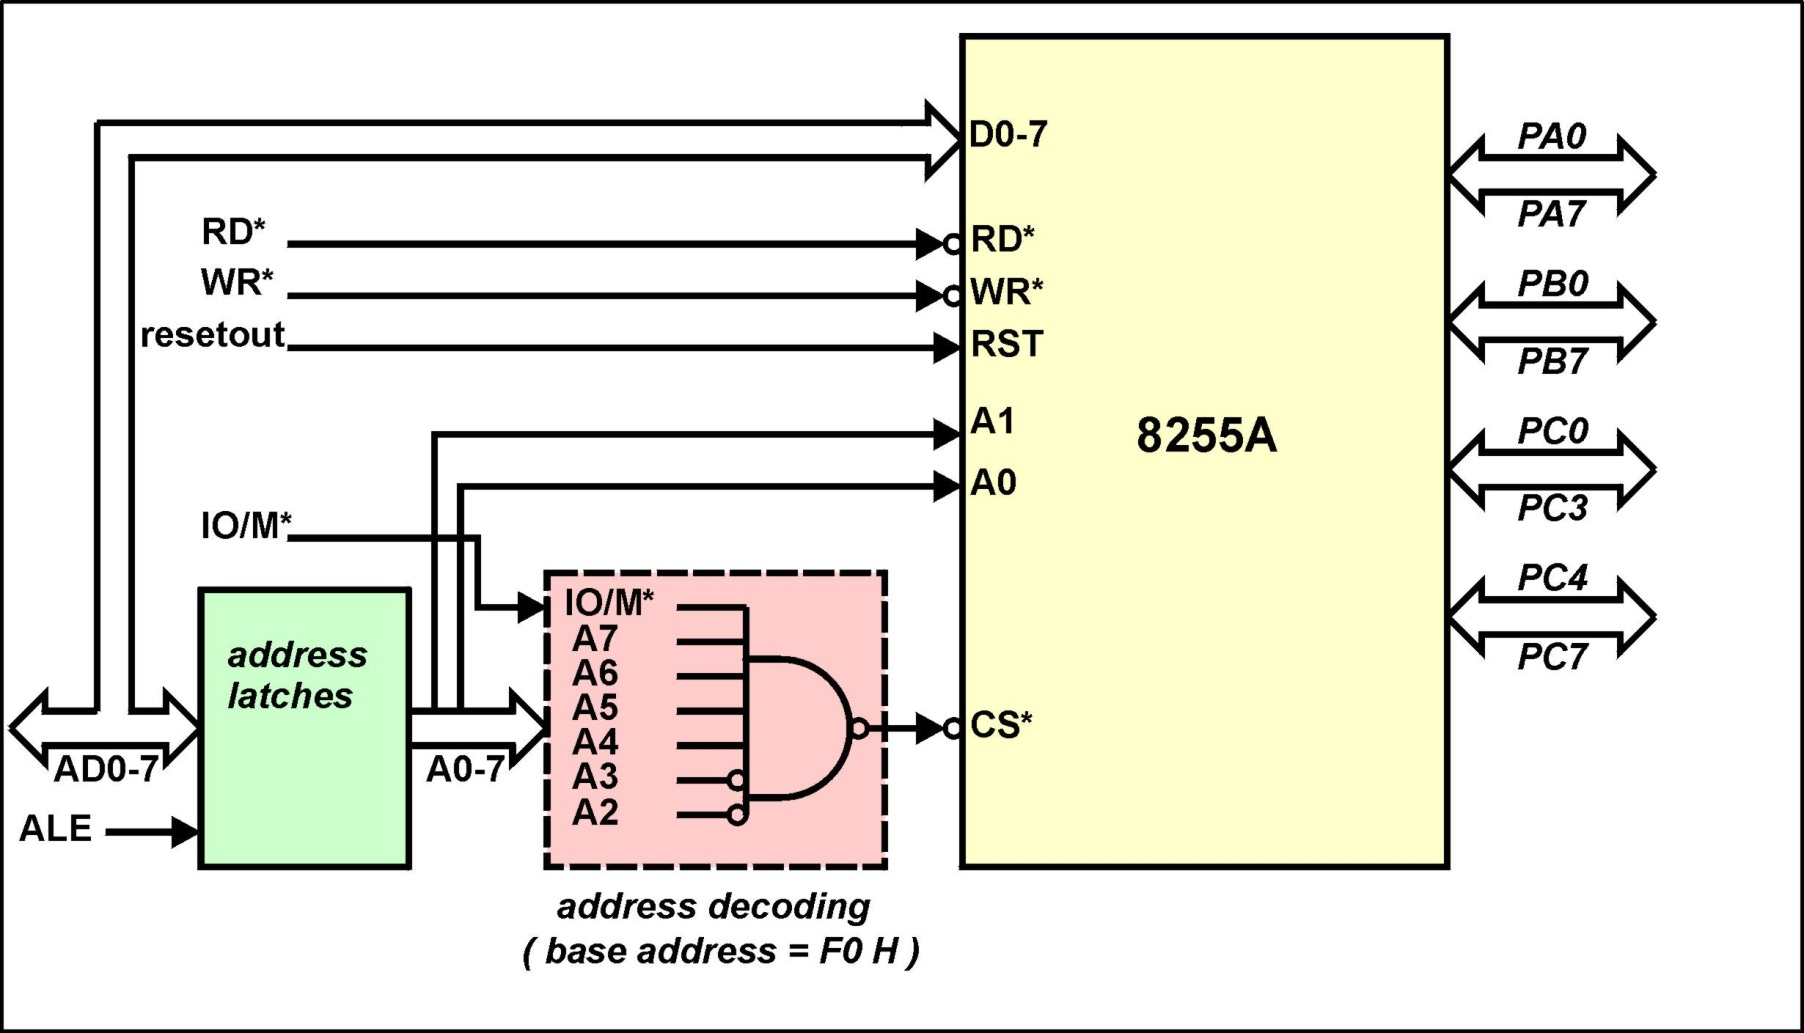 D0-7
RD*
RD*
WR*
WR*
resetout
RST
A1
8255A
A0
IO/M*
PA0
PA7
PB0
PB7
PC0
PC3
PC4
PC7
address
latches
AD0-7
ALE
A0-7
IO/M*
A7
A6
A5
A4
A3
A2
CS*
address decoding
( base address = F0 H )